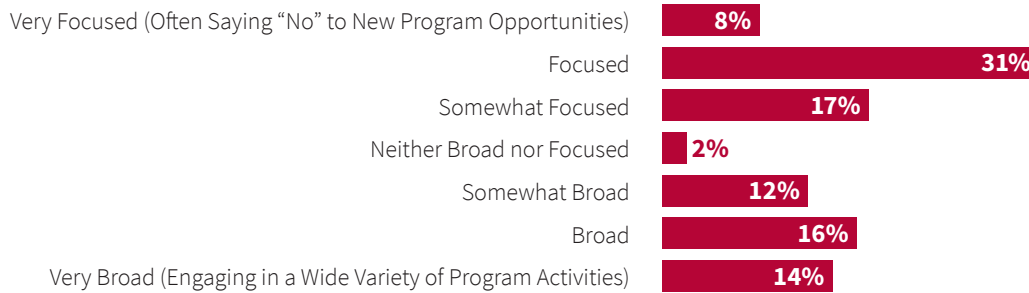 Very Focused (Often Saying “No” to New Program Opportunities) 8%
Focused 31%
Somewhat Focused 17%
Neither Broad nor Focused 2%
Somewhat Broad 12%
Broad 16%
Very Broad (Engaging in a Wide Variety of Program Activities) 14%